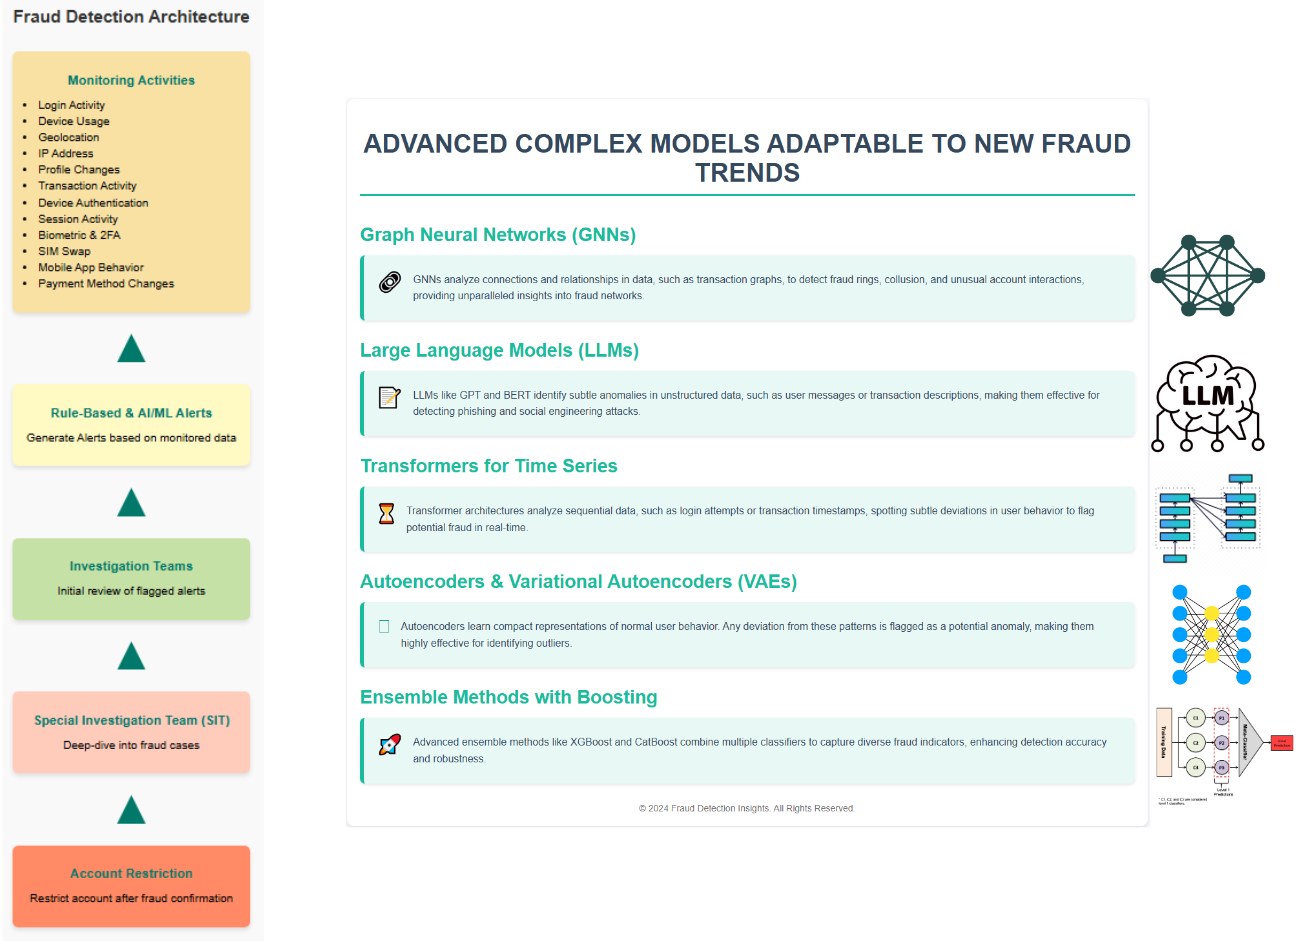 Fraud Detection Architecture
Monitoring Activities
• Login Activity
• Device Usage
• Geolocation
• IP Address
• Profile Changes
• Transaction Activity
• Device Authentication
• Session Activity
• Biometric & 2FA
• SIM Swap
• Mobile App Behavior
• Payment Method Changes
Rule-Based & AI/ML Alerts
Generate Alerts based on monitored data
Investigation Teams
Initial review of flagged alerts
Special Investigation Team (SIT)
Deep-dive into fraud cases
Account Restriction
Restrict account after fraud confirmation
ADVANCED COMPLEX MODELS ADAPTABLE TO NEW FRAUD
TRENDS
Graph Neural Networks (GNNs)
GNNs analyze connections and relationships in data, such as transaction graphs, to detect fraud rings, collusion, and unusual account interactions,
providing unparalleled insights into fraud networks.
Large Language Models (LLMs)
LLMs like GPT and BERT identify subtle anomalies in unstructured data, such as user messages or transaction descriptions, making them effective for
detecting phishing and social engineering attacks.
LLM
Transformers for Time Series
Transformer architectures analyze sequential data, such as login attempts or transaction timestamps, spotting subtle deviations in user behavior to flag
potential fraud in real-time.
Autoencoders & Variational Autoencoders (VAEs)
Autoencoders learn compact representations of normal user behavior. Any deviation from these patterns is flagged as a potential anomaly, making them
highly effective for identifying outliers.
Ensemble Methods with Boosting
Advanced ensemble methods like XGBoost and CatBoost combine multiple classifiers to capture diverse fraud indicators, enhancing detection accuracy
and robustness.
Training Data
C1
P1
C2
P2
P3
Meta-Classifier
Level 1
Predictions
© 2024 Fraud Detection Insights. All Rights Reserved.